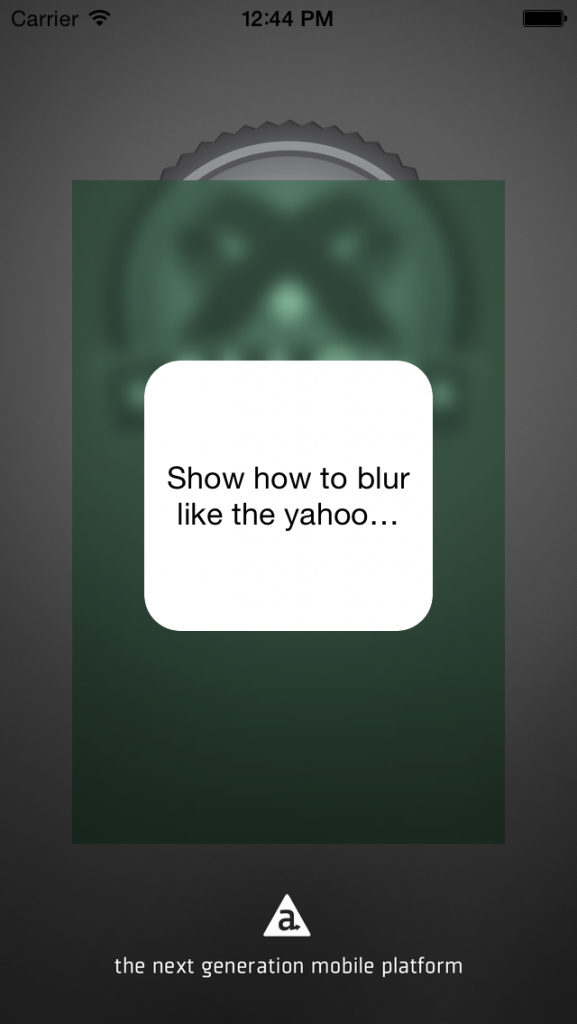 Carrier 12:44 PM
Show how to blur
like the yahoo...
a
the next generation mobile platform